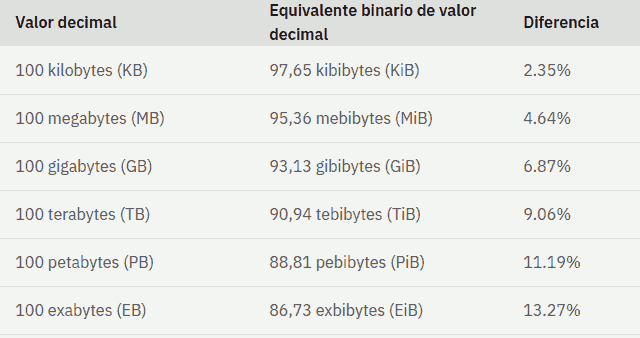 Valor decimal Equivalente binario de valor decimal Diferencia
100 kilobytes (KB) 97,65 kibibytes (KiB) 2.35%
100 megabytes (MB) 95,36 mebibytes (MiB) 4.64%
100 gigabytes (GB) 93,13 gibibytes (GiB) 6.87%
100 terabytes (TB) 90,94 tebibytes (TiB) 9.06%
100 petabytes (PB) 88,81 pebibytes (PiB) 11.19%
100 exabytes (EB) 86,73 exbibytes (EiB) 13.27%